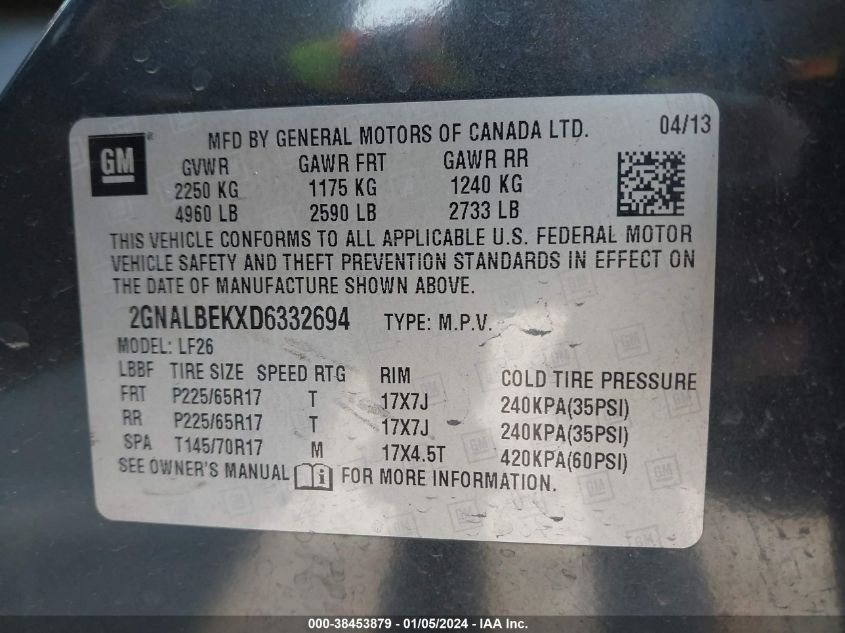 GM
MFD BY GENERAL MOTORS OF CANADA LTD. 04/13
GVWR GAWR FRT GAWR RR
2250 KG 1175 KG 1240 KG
4960 LB 2590 LB 2733 LB
THIS VEHICLE CONFORMS TO ALL APPLICABLE U.S. FEDERAL MOTOR
VEHICLE SAFETY AND THEFT PREVENTION STANDARDS IN EFFECT ON
THE DATE OF MANUFACTURE SHOWN ABOVE.
2GNALBEKXD6332694 TYPE: M.P.V.
MODEL: LF26
LBBF TIRE SIZE SPEED RTG RIM COLD TIRE PRESSURE
FRT P225/65R17 T 17X7J 240KPA(35PSI)
RR P225/65R17 T 17X7J 240KPA(35PSI)
SPA T145/70R17 M 17X4.5T 420KPA(60PSI)
SEE OWNER'S MANUAL FOR MORE INFORMATION.
000-38453879 - 01/05/2024 - IAA Inc.